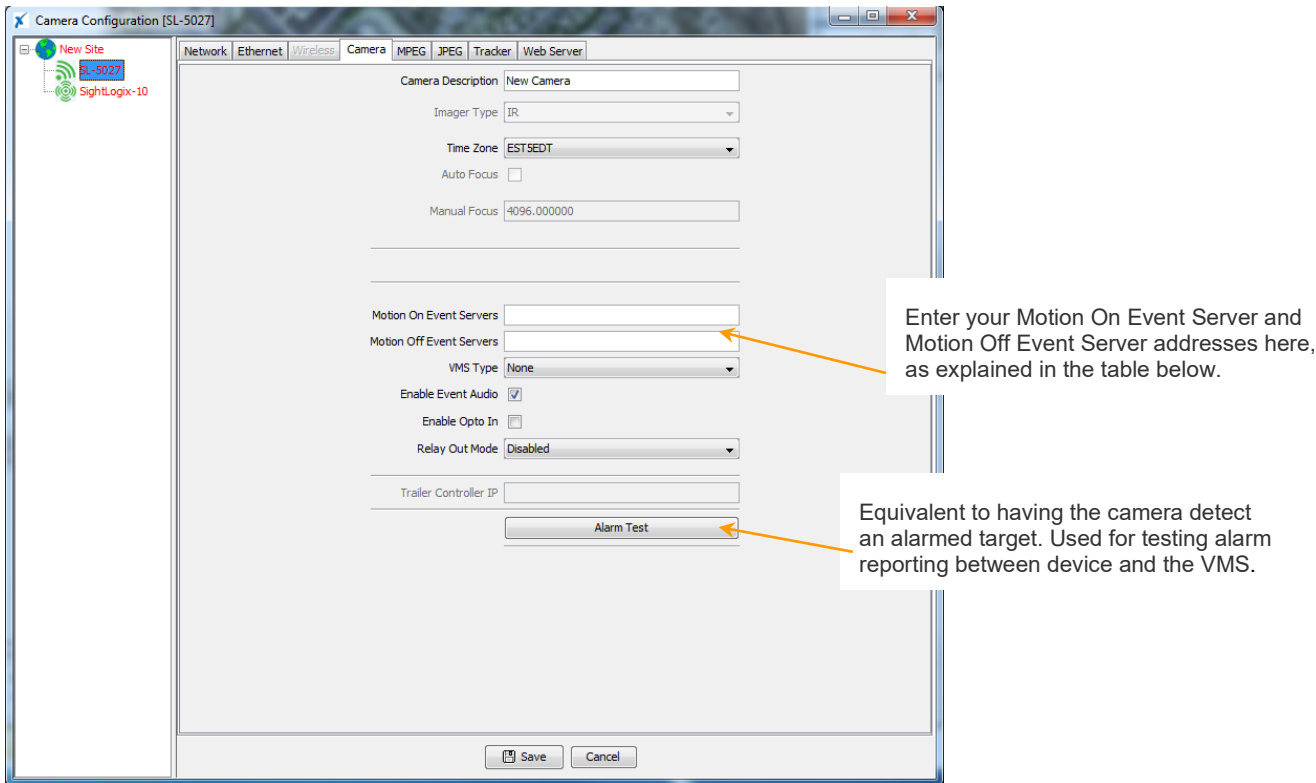 Camera Configuration [SL-5027]
New Site
SL-5027
SightLogix-10
Network Ethernet Wireless Camera MPEG JPEG Tracker Web Server
Camera Description New Camera
Imager Type IR
Time Zone EST5EDT
Auto Focus
Manual Focus 4096.000000
Motion On Event Servers
Motion Off Event Servers
VMS Type None
Enable Event Audio
Enable Opto In
Relay Out Mode Disabled
Trailer Controller IP
Alarm Test
Save Cancel
Enter your Motion On Event Server and
Motion Off Event Server addresses here,
as explained in the table below.
Equivalent to having the camera detect
an alarmed target. Used for testing alarm
reporting between device and the VMS.